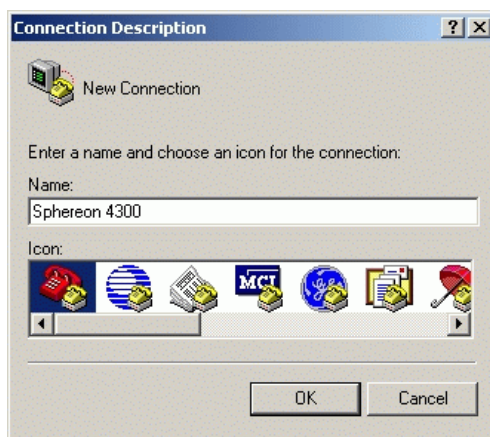 Connection Description
New Connection
Enter a name and choose an icon for the connection:
Name:
Sphereon 4300
Icon:
MCI
OK
Cancel